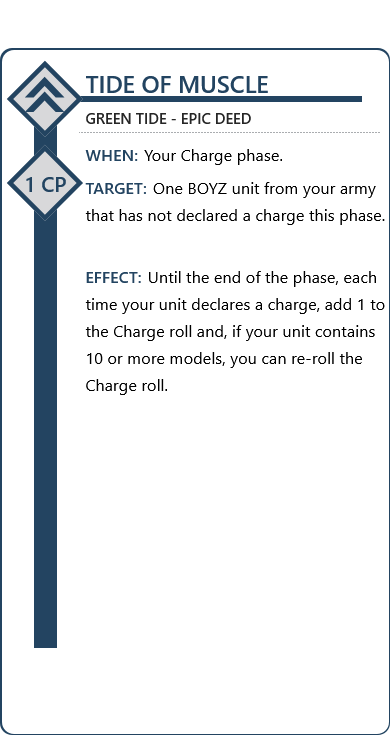 TIDE OF MUSCLE
GREEN TIDE - EPIC DEED
1 CP
WHEN: Your Charge phase.
TARGET: One BOYZ unit from your army
that has not declared a charge this phase.
EFFECT: Until the end of the phase, each
time your unit declares a charge, add 1 to
the Charge roll and, if your unit contains
10 or more models, you can re-roll the
Charge roll.